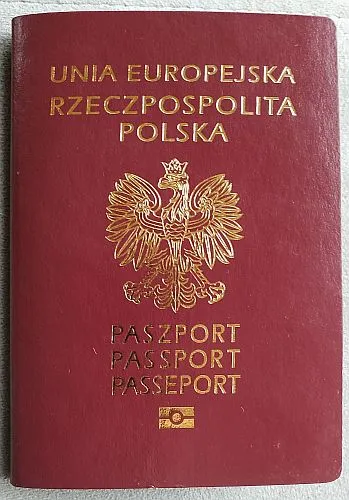 UNIA EUROPEJSKA
RZECZPOSPOLITA
POLSKA
PASZPORT
PASSPORT
PASSEPORT